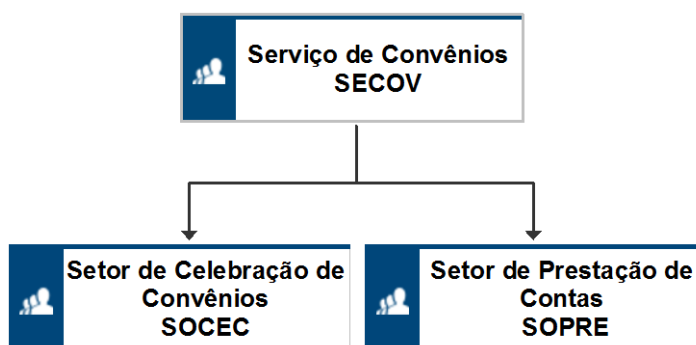 Serviço de Convênios
SECOV
Setor de Celebração de
Convênios
SOCEC
Setor de Prestação de
Contas
SOPRE